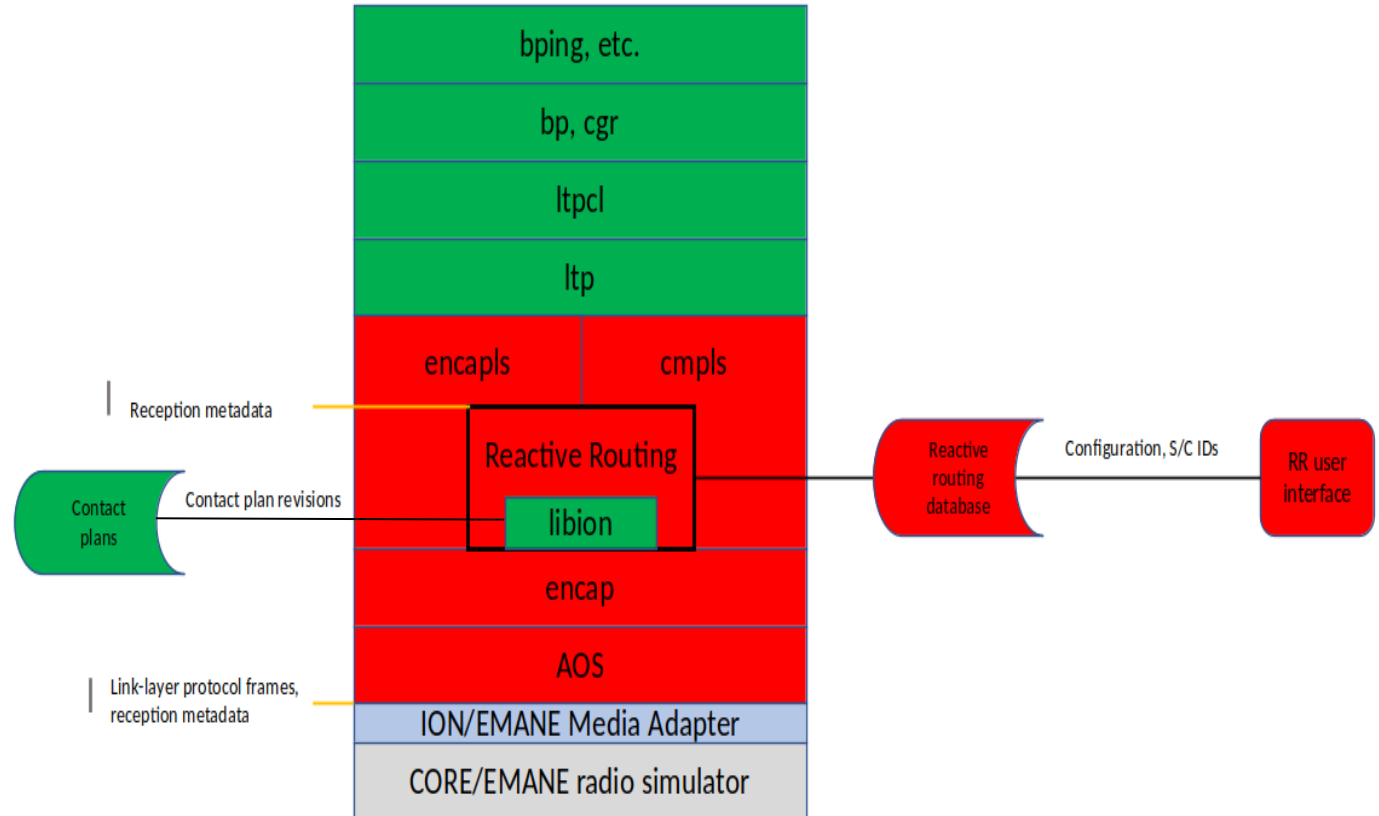 bping, etc.
bp, cgr
ltpcl
ltp
encapls
cmpls
Reception metadata
Reactive Routing
libion
Contact
plans
Contact plan revisions
Reactive
routing
database
Configuration, S/C IDs
RR user
interface
encap
AOS
Link-layer protocol frames,
reception metadata
ION/EMANE Media Adapter
CORE/EMANE radio simulator